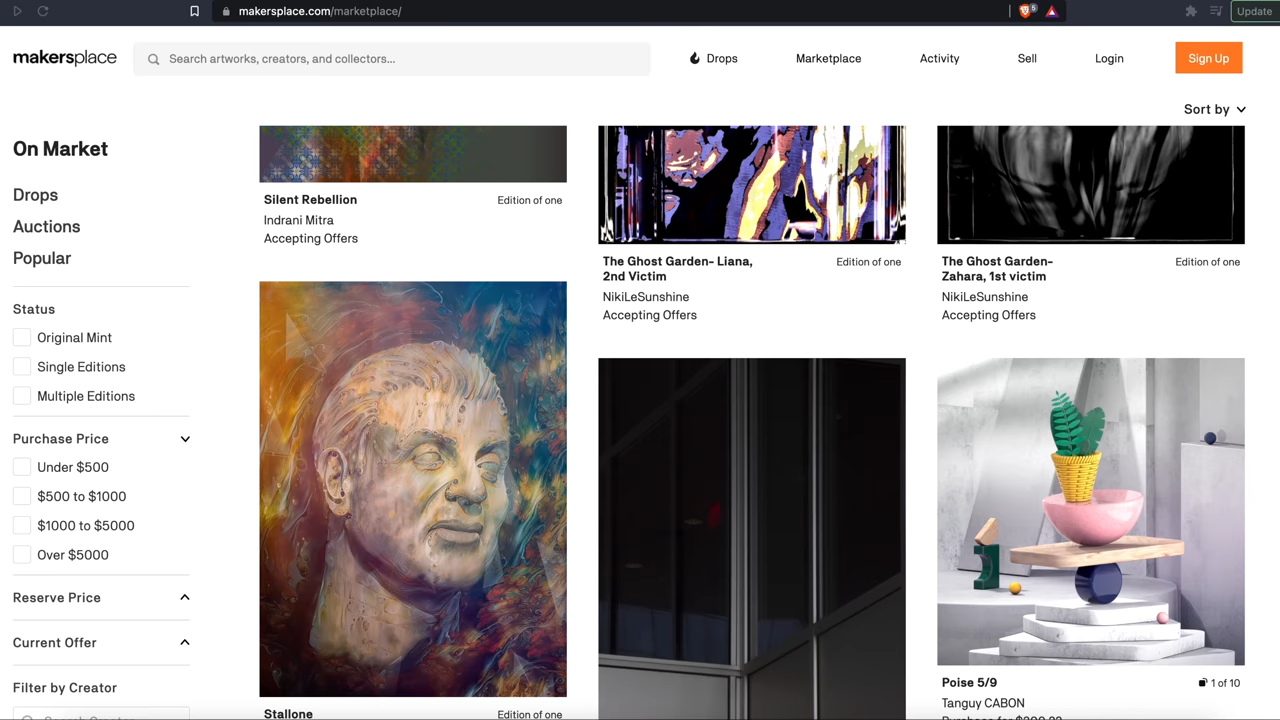 makersplace.com/marketplace/
5
Update
makersplace
Search artworks, creators, and collectors...
Drops
Marketplace
Activity
Sell
Login
Sign Up
Sort by
On Market
Drops
Auctions
Popular
Status
Original Mint
Single Editions
Multiple Editions
Purchase Price
Under $500
$500 to $1000
$1000 to $5000
Over $5000
Reserve Price
Current Offer
Filter by Creator
Silent Rebellion
Edition of one
Indrani Mitra
Accepting Offers
Stallone
Edition of one
The Ghost Garden- Liana,
2nd Victim
Edition of one
NikiLeSunshine
Accepting Offers
The Ghost Garden-
Zahara, 1st victim
Edition of one
NikiLeSunshine
Accepting Offers
Poise 5/9
1 of 10
Tanguy CABON